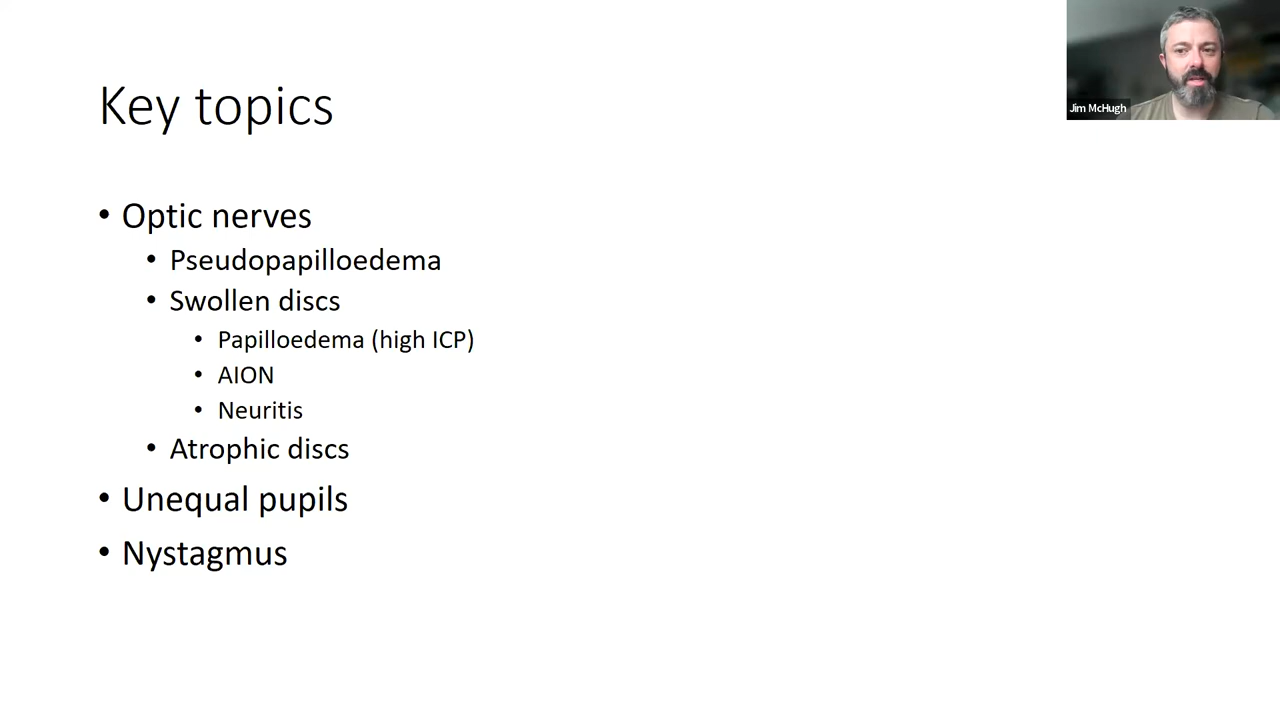 Key topics
Jim McHugh
• Optic nerves
• Pseudopapilloedema
• Swollen discs
• Papilloedema (high ICP)
• AION
• Neuritis
• Atrophic discs
• Unequal pupils
• Nystagmus